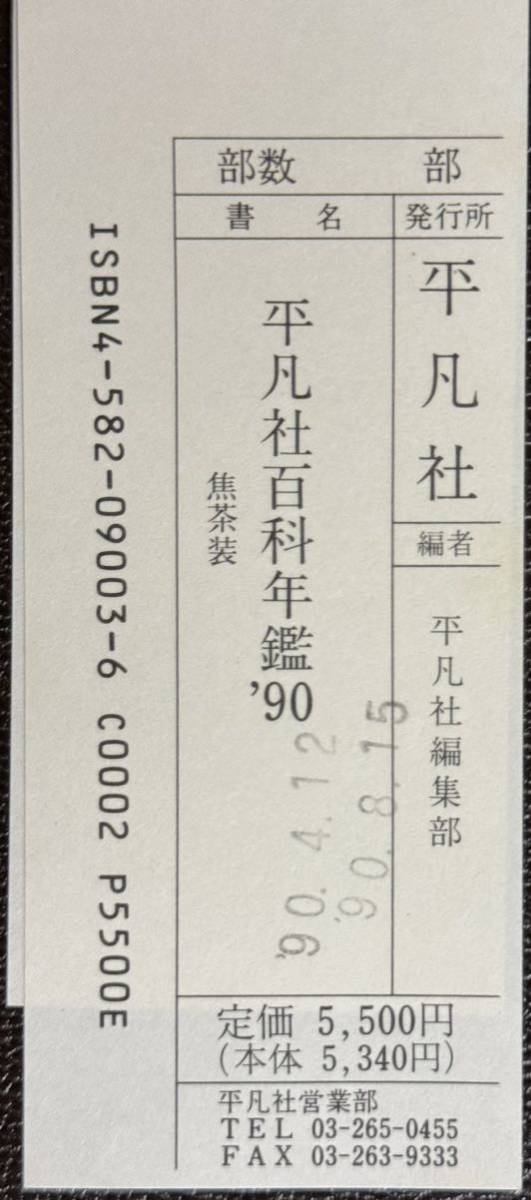 部数 部
発行所
平凡社
編者
平凡社編集部
書名
平凡社百科年鑑'90
焦茶装
'90.4.12
'90.8.15
定価 5,500円
(本体 5,340円)
平凡社営業部
TEL 03-265-0455
FAX 03-263-9333
ISBN4-582-09003-6 C0002 P5500E